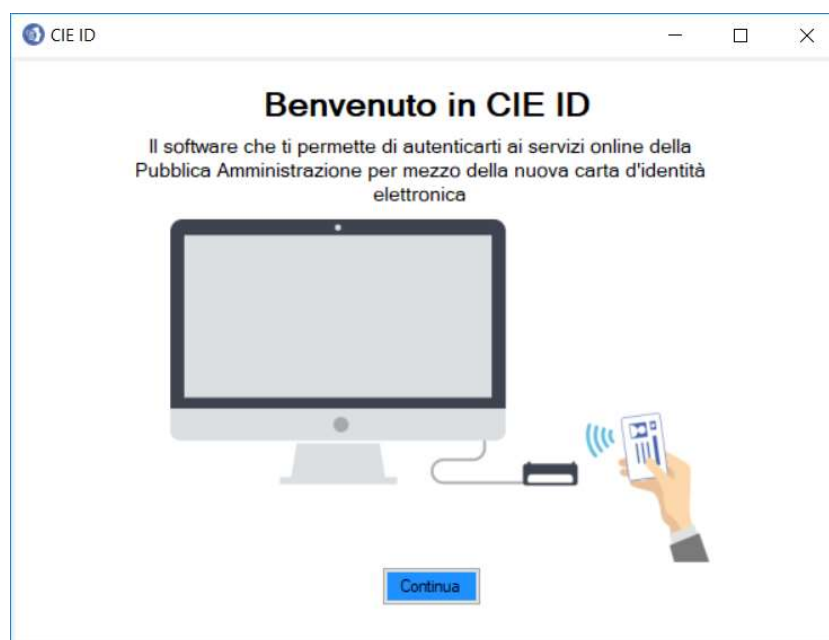 CIE ID
Benvenuto in CIE ID
Il software che ti permette di autenticarti ai servizi online della
Pubblica Amministrazione per mezzo della nuova carta d'identità
elettronica
Continua